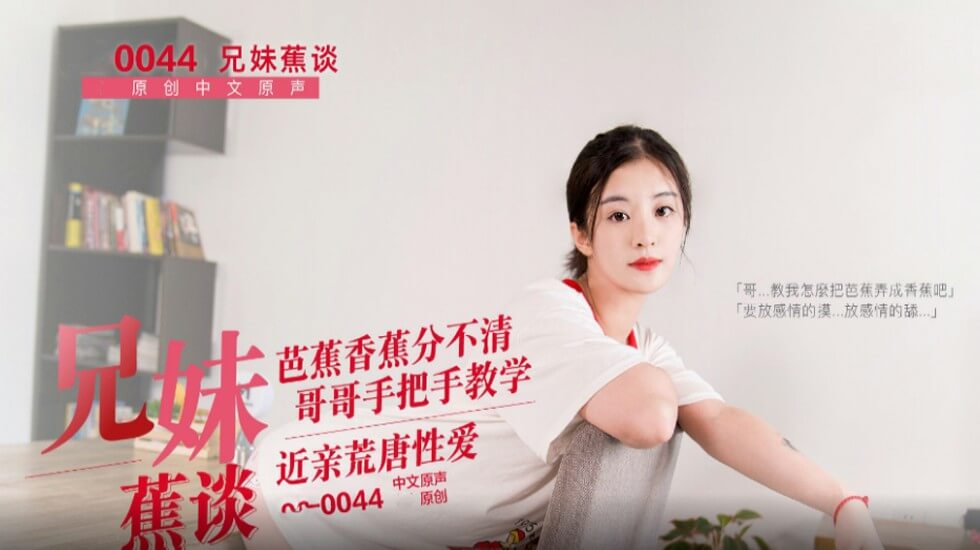 0044 兄妹蕉谈
原创中文原声
「哥...教我怎麼把芭蕉弄成香蕉吧」
「要放感情的摸...放感情的舔...」
兄妹
蕉谈
芭蕉香蕉分不清
哥哥手把手教学
近亲荒唐性爱
0044
中文原声
原创